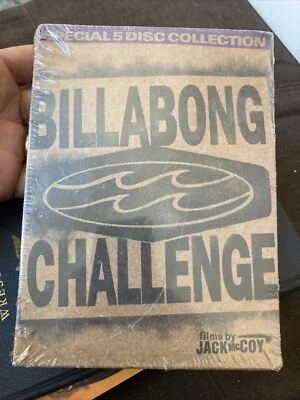 SPECIAL 5 DISC COLLECTION
BILLABONG
CHALLENGE
films by
JACK McCOY